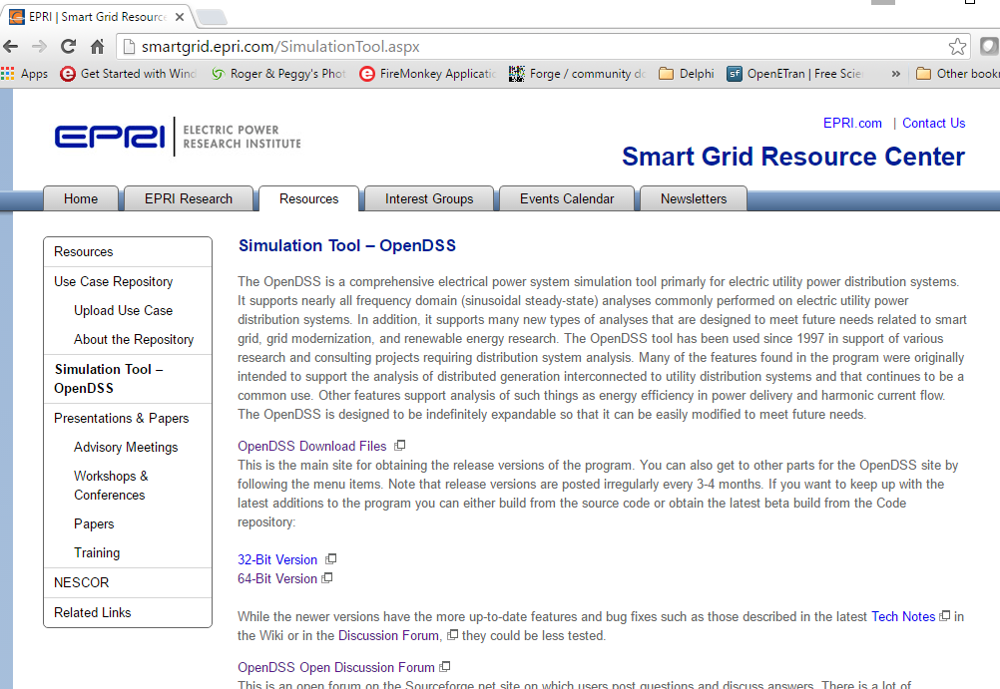 EPRI | Smart Grid Resource
smartgrid.epri.com/SimulationTool.aspx
Apps
Get Started with Wind
Roger & Peggy's Phot
FireMonkey Applicatio
Forge / community do
Delphi
OpenETran | Free Scie
»
Other book
EPRI
ELECTRIC POWER
RESEARCH INSTITUTE
EPRI.com | Contact Us
Smart Grid Resource Center
Home
EPRI Research
Resources
Interest Groups
Events Calendar
Newsletters
Resources
Use Case Repository
Upload Use Case
About the Repository
Simulation Tool –
OpenDSS
Presentations & Papers
Advisory Meetings
Workshops &
Conferences
Papers
Training
NESCOR
Related Links
Simulation Tool – OpenDSS
The OpenDSS is a comprehensive electrical power system simulation tool primarily for electric utility power distribution systems.
It supports nearly all frequency domain (sinusoidal steady-state) analyses commonly performed on electric utility power
distribution systems. In addition, it supports many new types of analyses that are designed to meet future needs related to smart
grid, grid modernization, and renewable energy research. The OpenDSS tool has been used since 1997 in support of various
research and consulting projects requiring distribution system analysis. Many of the features found in the program were originally
intended to support the analysis of distributed generation interconnected to utility distribution systems and that continues to be a
common use. Other features support analysis of such things as energy efficiency in power delivery and harmonic current flow.
The OpenDSS is designed to be indefinitely expandable so that it can be easily modified to meet future needs.
OpenDSS Download Files
This is the main site for obtaining the release versions of the program. You can also get to other parts for the OpenDSS site by
following the menu items. Note that release versions are posted irregularly every 3-4 months. If you want to keep up with the
latest additions to the program you can either build from the source code or obtain the latest beta build from the Code
repository:
32-Bit Version
64-Bit Version
While the newer versions have the more up-to-date features and bug fixes such as those described in the latest Tech Notes in
the Wiki or in the Discussion Forum, they could be less tested.
OpenDSS Open Discussion Forum
This is an open forum on the Sourceforge net site on which users post questions and discuss answers. There is a lot of